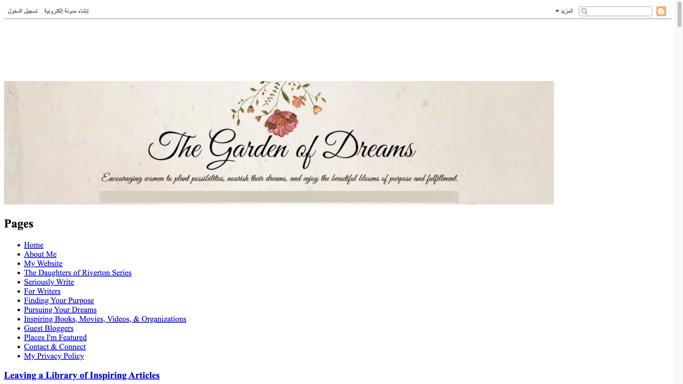 المزيد ▼
إنشاء مدونة إلكترونية
تسجيل الدخول
The Garden of Dreams
Encouraging women to plant possibilities, nourish their dreams, and enjoy the beautiful blooms of purpose and fulfillment.
Pages
Home
About Me
My Website
The Daughters of Riverton Series
Seriously Write
For Writers
Finding Your Purpose
Pursuing Your Dreams
Inspiring Books, Movies, Videos, & Organizations
Guest Bloggers
Places I'm Featured
Contact & Connect
My Privacy Policy
Leaving a Library of Inspiring Articles